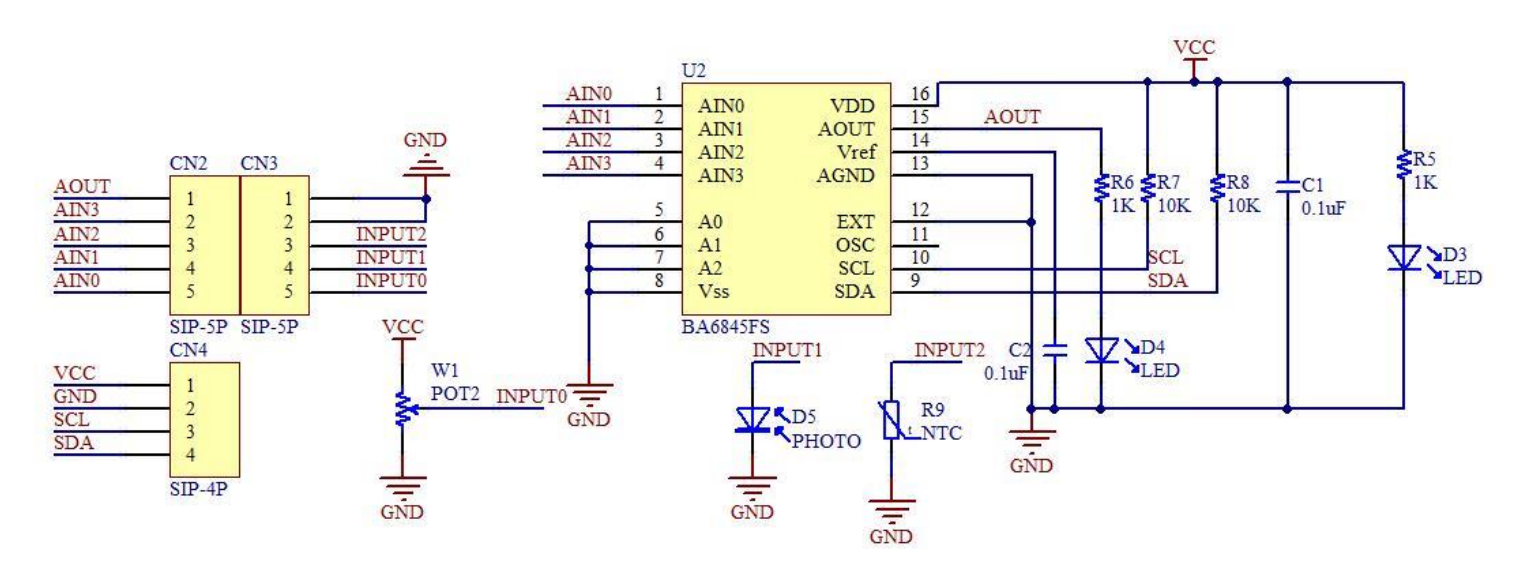 VCC
U2
AIN0 1 AIN0 VDD 16
AIN1 2 AIN1 AOUT 15 AOUT
AIN2 3 AIN2 Vref 14
AIN3 4 AIN3 AGND 13
5 A0 EXT 12
6 A1 OSC 11
7 A2 SCL 10 SCL
8 Vss SDA 9 SDA
BA6845FS
GND
GND
CN2 CN3
AOUT 1 1
AIN3 2 2
AIN2 3 3 INPUT2
AIN1 4 4 INPUT1
AIN0 5 5 INPUT0
SIP-5P SIP-5P
R6
1K
R7
10K
R8
10K
C1
0.1uF
R5
1K
D3
LED
CN4
VCC 1
GND 2
SCL 3
SDA 4
SIP-4P
VCC
W1
POT2
INPUT0
GND
INPUT1
D5
PHOTO
GND
INPUT2
R9
t
NTC
GND
C2
0.1uF
D4
LED
GND